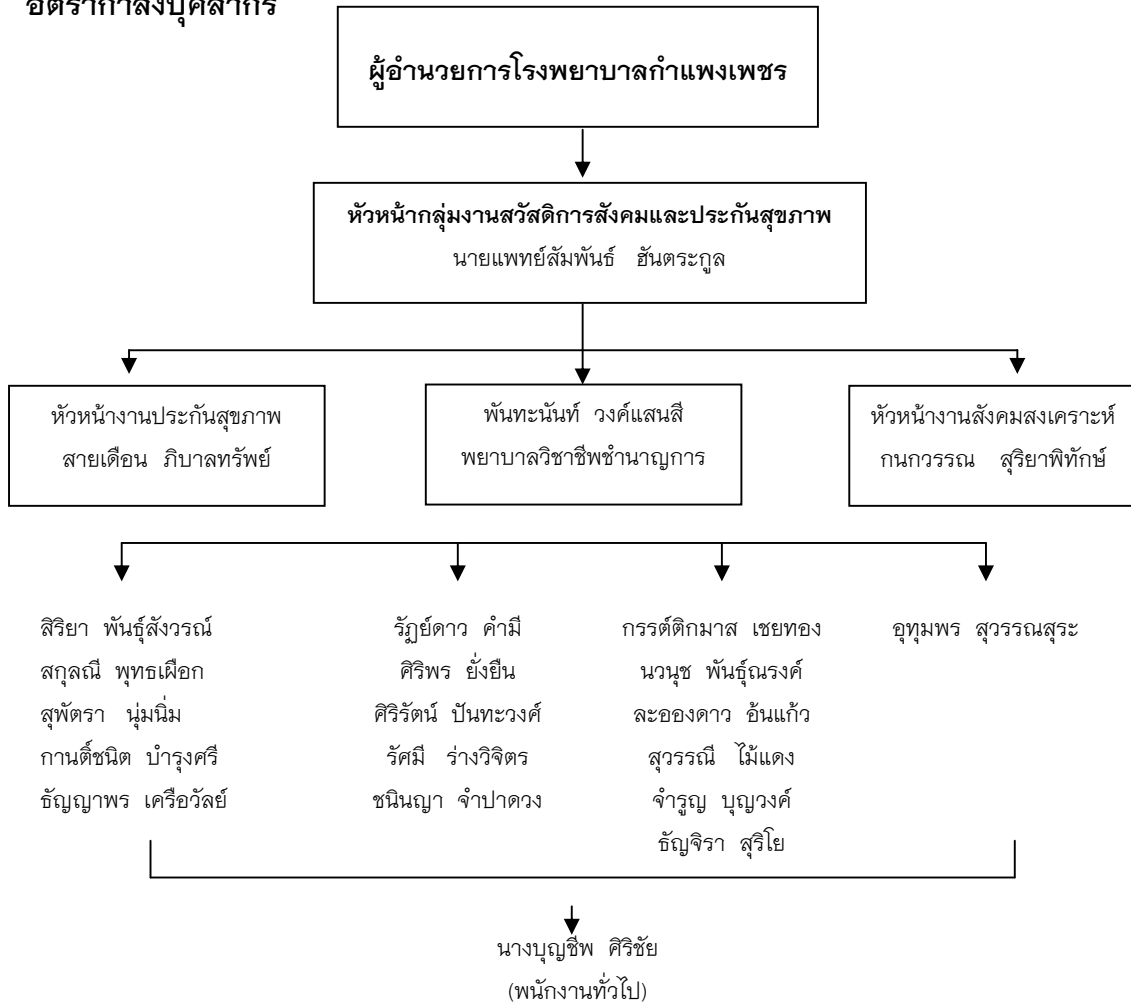 อัตรากำลังบุคลากร
ผู้อำนวยการโรงพยาบาลกำแพงเพชร
หัวหน้ากลุ่มงานสวัสดิการสังคมและประกันสุขภาพ
นายแพทย์สัมพันธ์ ฮันตระกูล
หัวหน้างานประกันสุขภาพ
สายเดือน ภิบาลทรัพย์
พันทะนันท์ วงค์แสนสี
พยาบาลวิชาชีพชำนาญการ
หัวหน้างานสังคมสงเคราะห์
กนกวรรณ สุริยาพิทักษ์
สิริยา พันธุ์สังวรณ์
สกุลณี พุทธเผือก
สุพัตรา นุ่มนิ่ม
กานติ์ชนิต บำรุงศรี
ธัญญาพร เครือวัลย์
รัฏย์ดาว คำมี
ศิริพร ยั่งยืน
ศิริรัตน์ ปันทะวงศ์
รัศมี ร่างวิจิตร
ชนินญา จำปาดวง
กรรต์ติกมาส เชยทอง
นวนุช พันธุ์ณรงค์
ละอองดาว อ้นแก้ว
สุวรรณี ไม้แดง
จำรูญ บุญวงค์
ธัญจิรา สุริโย
อุทุมพร สุวรรณสุระ
นางบุญชีพ ศิริชัย
(พนักงานทั่วไป)